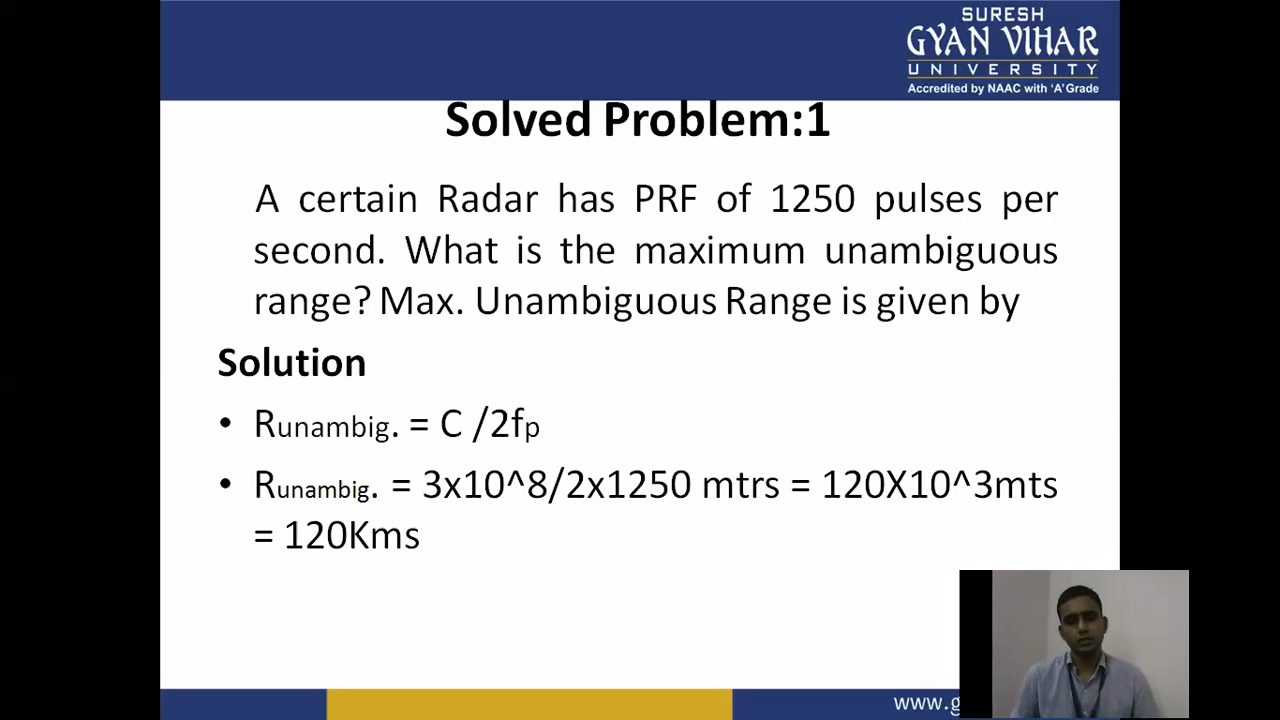 SURESH
GYAN VIHAR
UNIVERSITY
Accredited by NAAC with 'A' Grade
Solved Problem:1
A certain Radar has PRF of 1250 pulses per
second. What is the maximum unambiguous
range? Max. Unambiguous Range is given by
Solution
• Runambig. = C /2fp
• Runambig. = 3x10^8/2x1250 mtrs = 120X10^3mts
= 120Kms
www.g